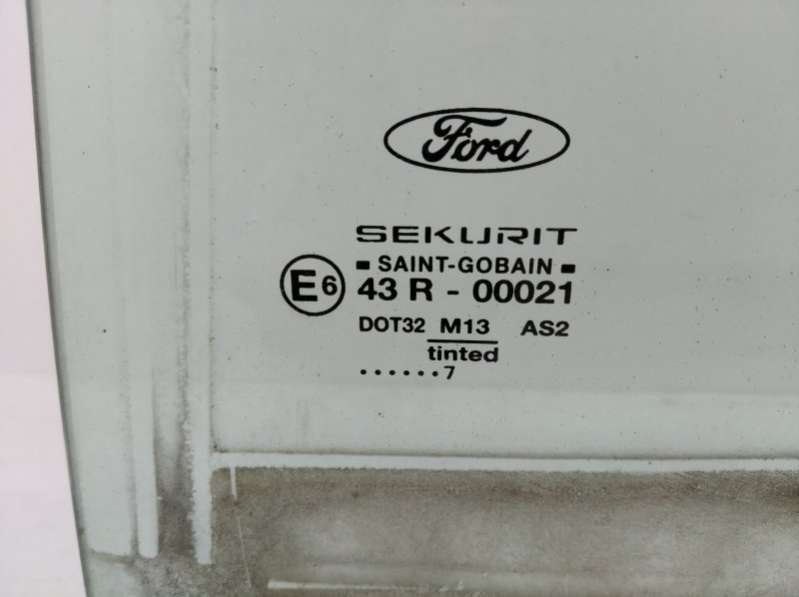 Ford
SEKURIT
SAINT-GOBAIN
E6 43 R - 00021
DOT32 M13 AS2
tinted
......7